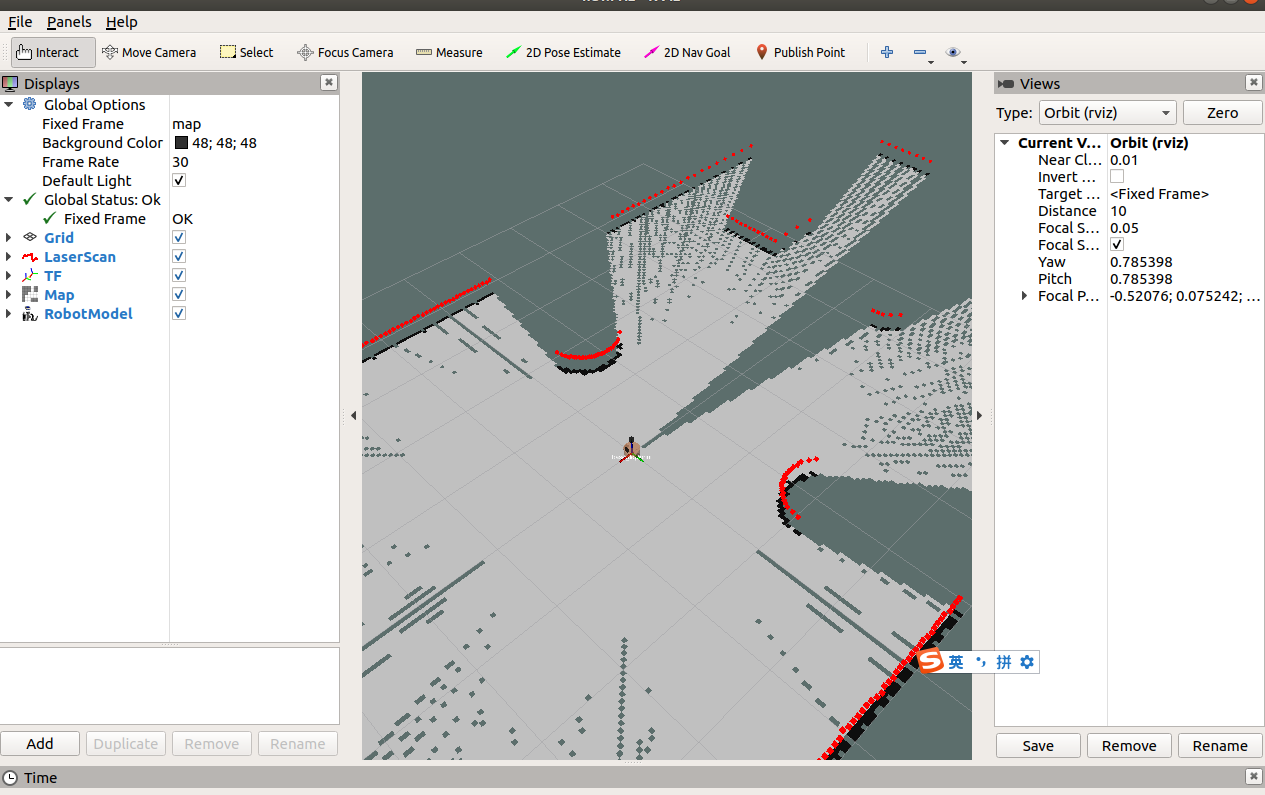 File Panels Help
Interact Move Camera Select Focus Camera Measure 2D Pose Estimate 2D Nav Goal Publish Point
Displays
Global Options
Fixed Frame map
Background Color 48; 48; 48
Frame Rate 30
Default Light
Global Status: Ok
Fixed Frame OK
Grid
LaserScan
TF
Map
RobotModel
Add Duplicate Remove Rename
Views
Type: Orbit (rviz) Zero
Current V... Orbit (rviz)
Near Cl... 0.01
Invert ...
Target ... <Fixed Frame>
Distance 10
Focal S... 0.05
Focal S...
Yaw 0.785398
Pitch 0.785398
Focal P... -0.52076; 0.075242; ...
S 英 拼
Save Remove Rename
Time